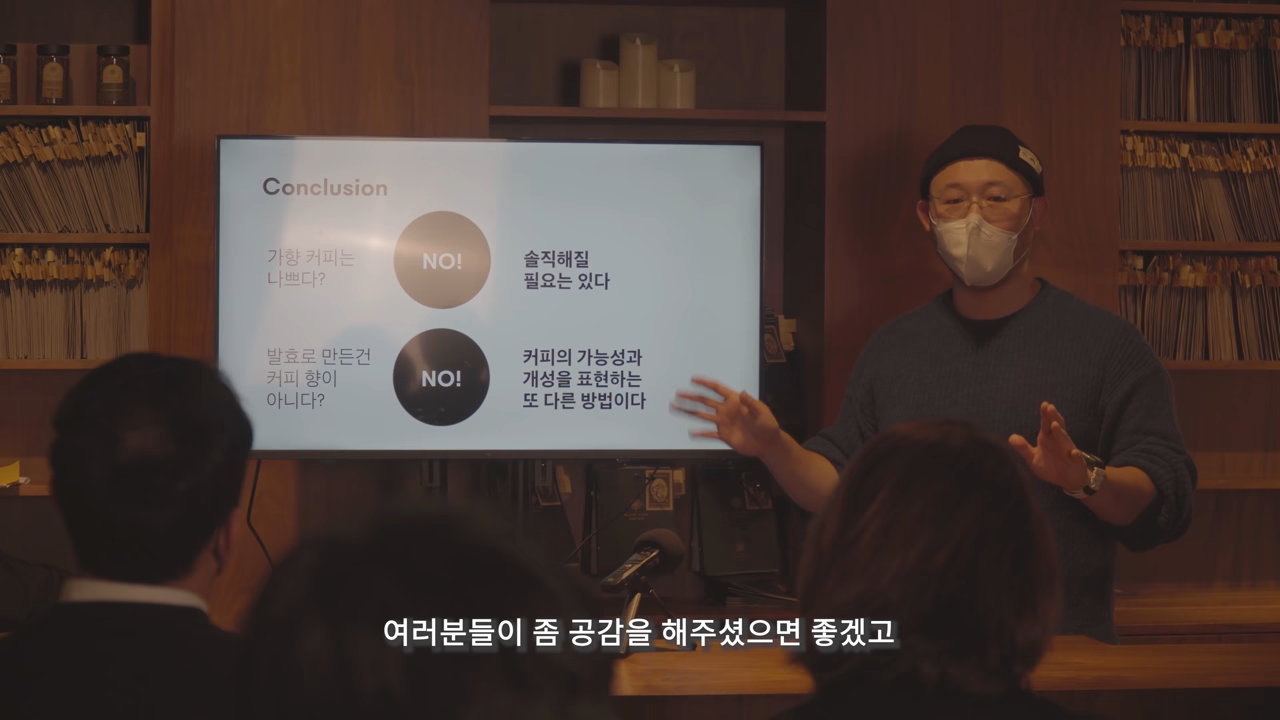 Conclusion
가향 커피는
나쁘다?
NO!
솔직해질
필요는 있다
발효로 만든건
커피 향이
아니다?
NO!
커피의 가능성과
개성을 표현하는
또 다른 방법이다
여러분들이 좀 공감을 해주셨으면 좋겠고